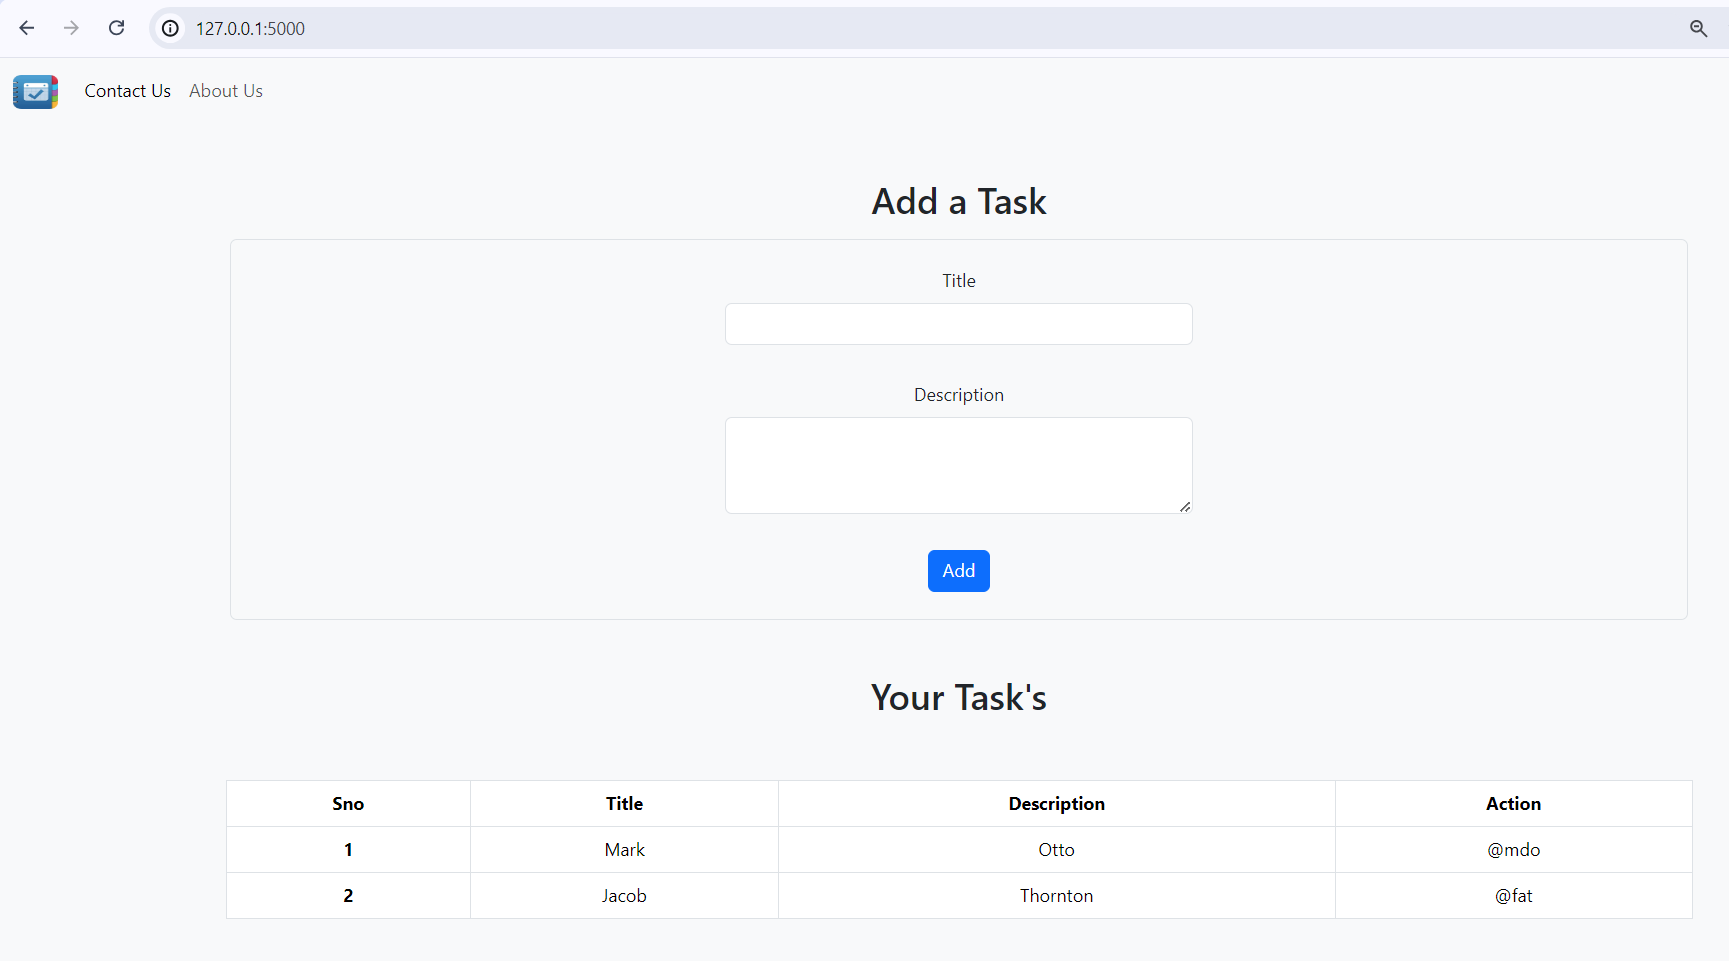 127.0.0.1:5000
Contact Us About Us
Add a Task
Title
Description
Add
Your Task's
Sno Title Description Action
1 Mark Otto @mdo
2 Jacob Thornton @fat